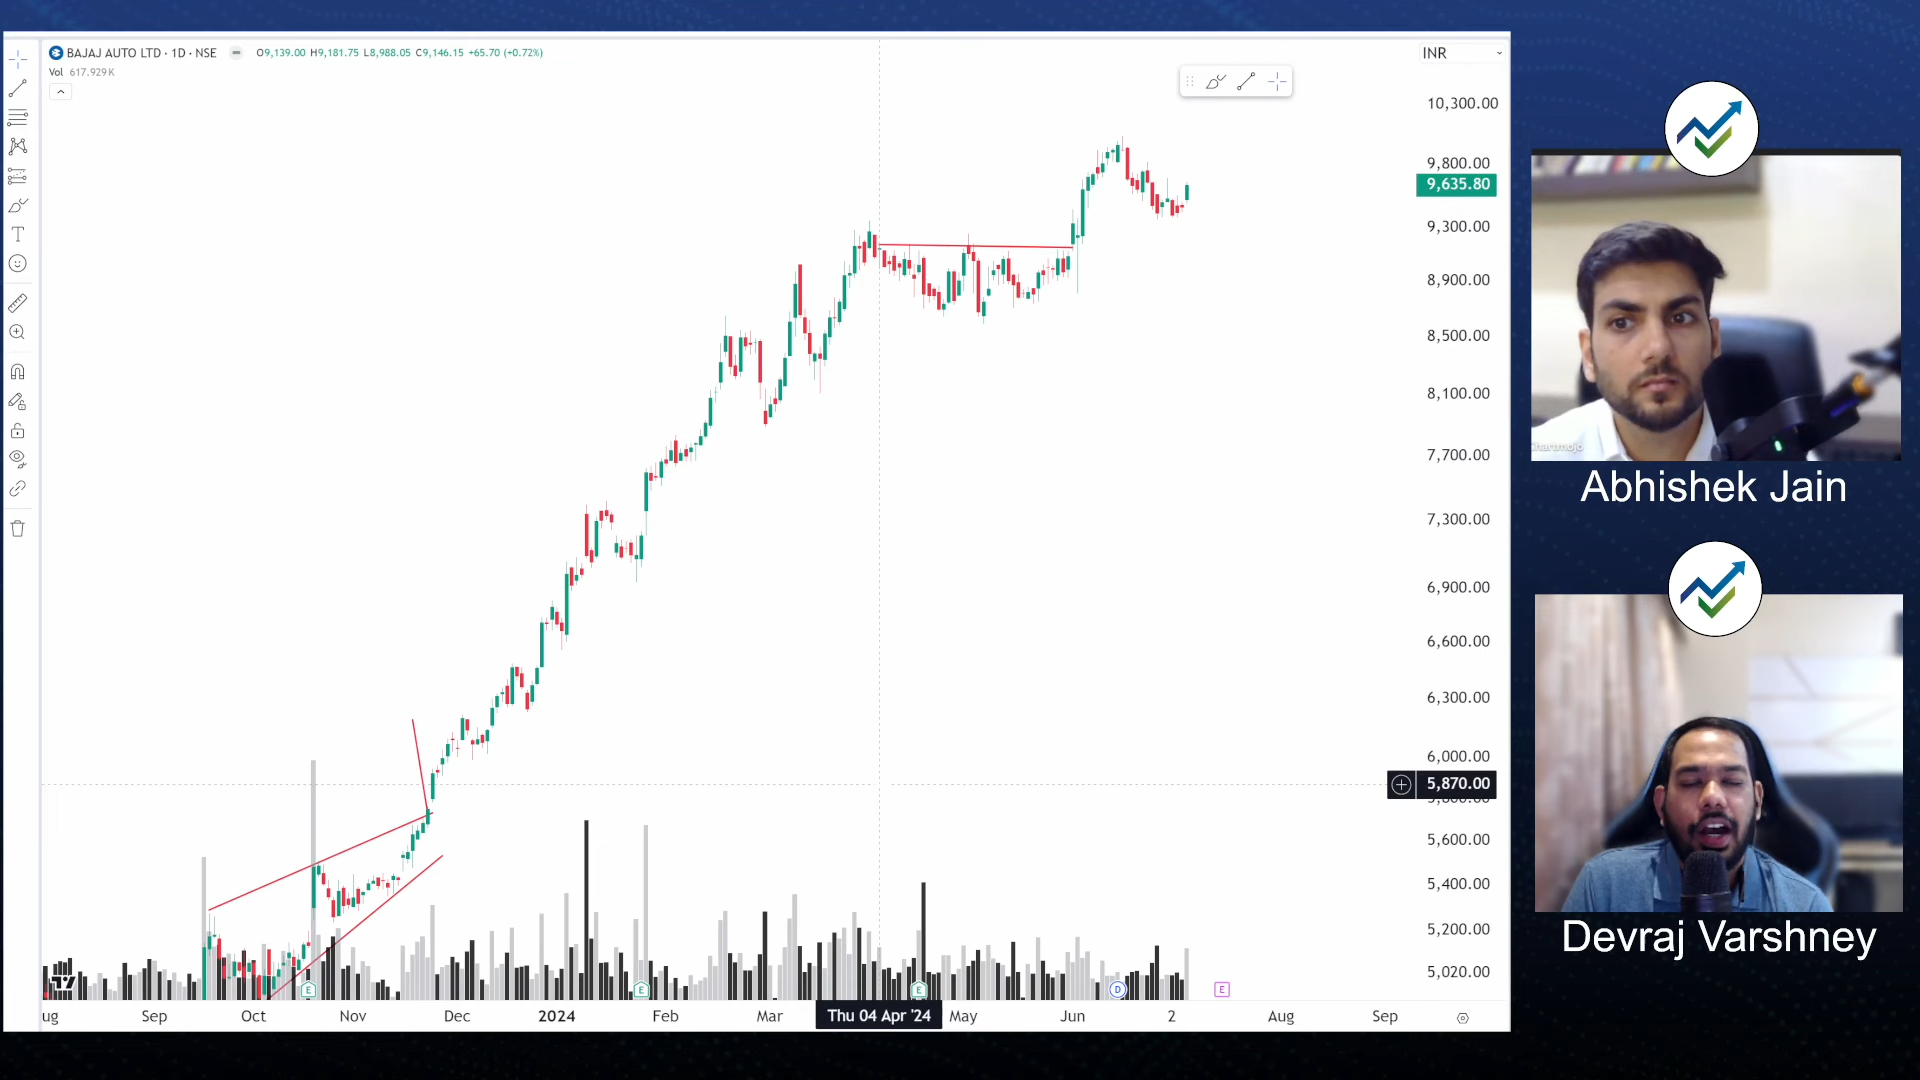 BAJAJ AUTO LTD · 1D · NSE
O9,139.00 H9,181.75 L8,988.05 C9,146.15 +65.70 (+0.72%)
INR
Vol 617.929K
10,300.00
9,800.00
9,635.80
9,300.00
8,900.00
8,500.00
8,100.00
7,700.00
7,300.00
6,900.00
6,600.00
6,300.00
6,000.00
5,870.00
5,600.00
5,400.00
5,200.00
5,020.00
E
E
E
D
E
ug
Sep
Oct
Nov
Dec
2024
Feb
Mar
Thu 04 Apr '24
May
Jun
2
Aug
Sep
Abhishek Jain
Devraj Varshney